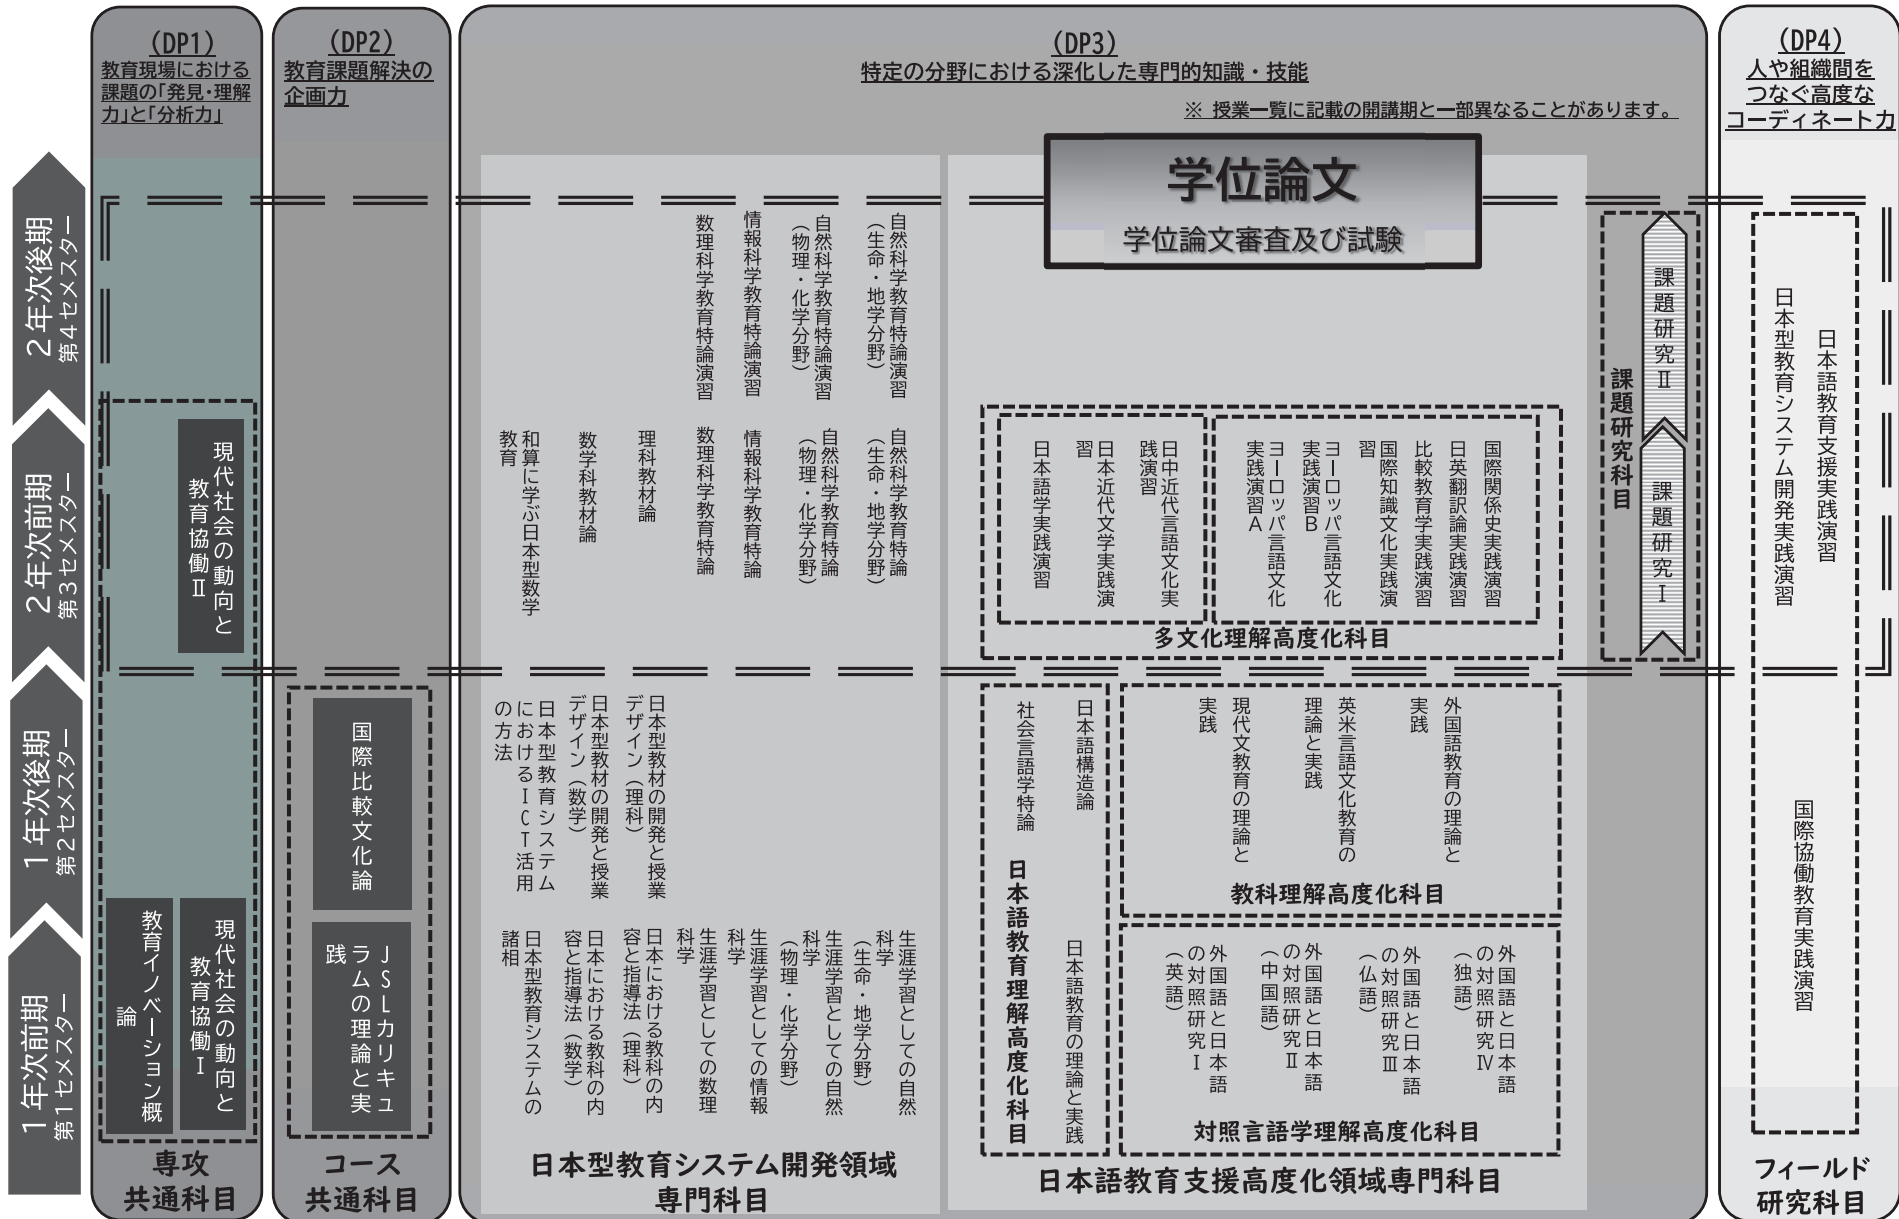 （DP1）
教育現場における
課題の「発見・理解
力」と「分析力」
（DP2）
教育課題解決の
企画力
（DP3）
特定の分野における深化した専門的知識・技能
※ 授業一覧に記載の開講期と一部異なることがあります。
（DP4）
人や組織間を
つなぐ高度な
コーディネート力
学位論文
学位論文審査及び試験
２年次後期
第４セメスター
２年次前期
第３セメスター
１年次後期
第２セメスター
１年次前期
第１セメスター
現代社会の動向と
教育協働Ⅱ
現代社会の動向と
教育協働Ⅰ
教育イノベーション概
論
専攻
共通科目
国際比較文化論
ＪＳＬカリキュ
ラムの理論と実
践
コース
共通科目
自然科学教育特論演習
（生命・地学分野）
自然科学教育特論演習
（物理・化学分野）
情報科学教育特論演習
数理科学教育特論演習
自然科学教育特論
（生命・地学分野）
自然科学教育特論
（物理・化学分野）
情報科学教育特論
数理科学教育特論
理科教材論
数学科教材論
和算に学ぶ日本型数学
教育
日本型教材の開発と授業
デザイン（理科）
日本型教材の開発と授業
デザイン（数学）
日本型教育システム
におけるＩＣＴ活用
の方法
生涯学習としての自然
科学
（生命・地学分野）
生涯学習としての自然
科学
（物理・化学分野）
生涯学習としての情報
科学
生涯学習としての数理
科学
日本における教科の内
容と指導法（理科）
日本における教科の内
容と指導法（数学）
日本型教育システムの
諸相
日本型教育システム開発領域
専門科目
国際関係史実践演習
日英翻訳論実践演習
比較教育学実践演習
国際知識文化実践演
習
ヨーロッパ言語文化
実践演習Ｂ
ヨーロッパ言語文化
実践演習Ａ
日中近代言語文化実
践演習
日本近代文学実践演
習
日本語学実践演習
多文化理解高度化科目
外国語教育の理論と
実践
英米言語文化教育の
理論と実践
現代文教育の理論と
実践
教科理解高度化科目
日本語構造論
社会言語学特論
日本語教育の理論と実践
日本語教育理解高度化科目
外国語と日本語
の対照研究Ⅳ
（独語）
外国語と日本語
の対照研究Ⅲ
（仏語）
外国語と日本語
の対照研究Ⅱ
（中国語）
外国語と日本語
の対照研究Ⅰ
（英語）
対照言語学理解高度化科目
日本語教育支援高度化領域専門科目
課題研究Ⅱ
課題研究Ⅰ
課題研究科目
日本語教育支援実践演習
日本型教育システム開発実践演習
国際協働教育実践演習
フィールド
研究科目